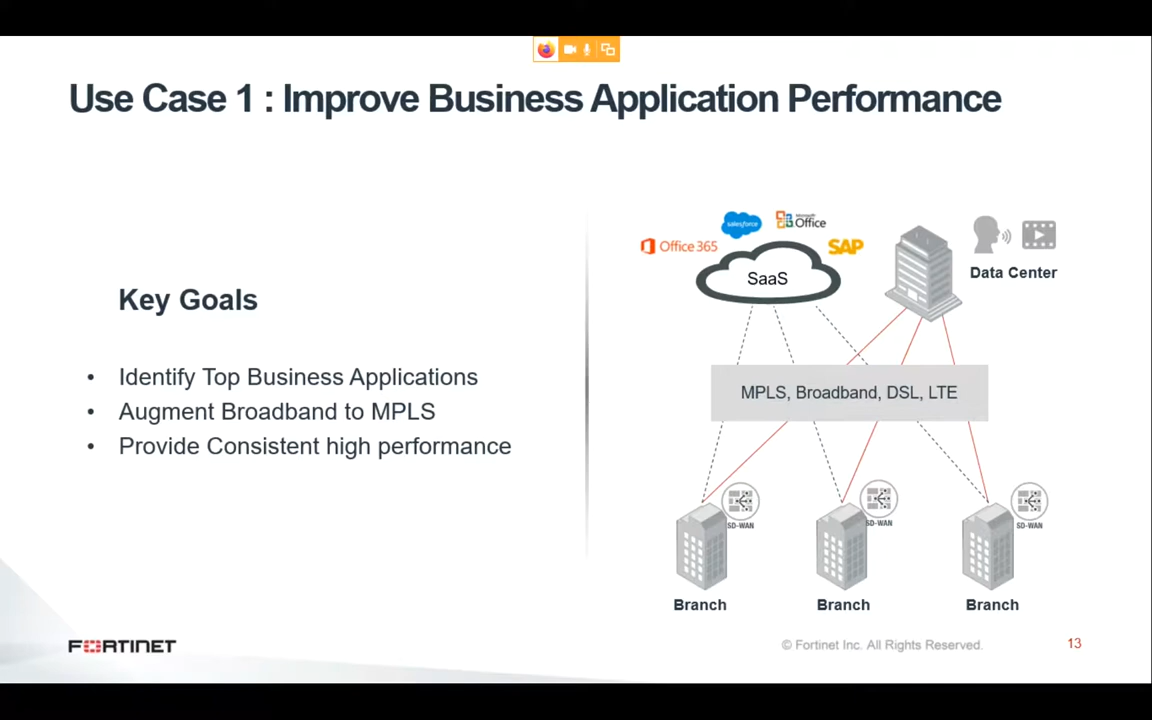 Use Case 1 : Improve Business Application Performance
Key Goals
• Identify Top Business Applications
• Augment Broadband to MPLS
• Provide Consistent high performance
salesforce
Microsoft
Office
Office 365
SAP
SaaS
Data Center
MPLS, Broadband, DSL, LTE
SD-WAN
SD-WAN
SD-WAN
Branch
Branch
Branch
FORTINET
© Fortinet Inc. All Rights Reserved.
13